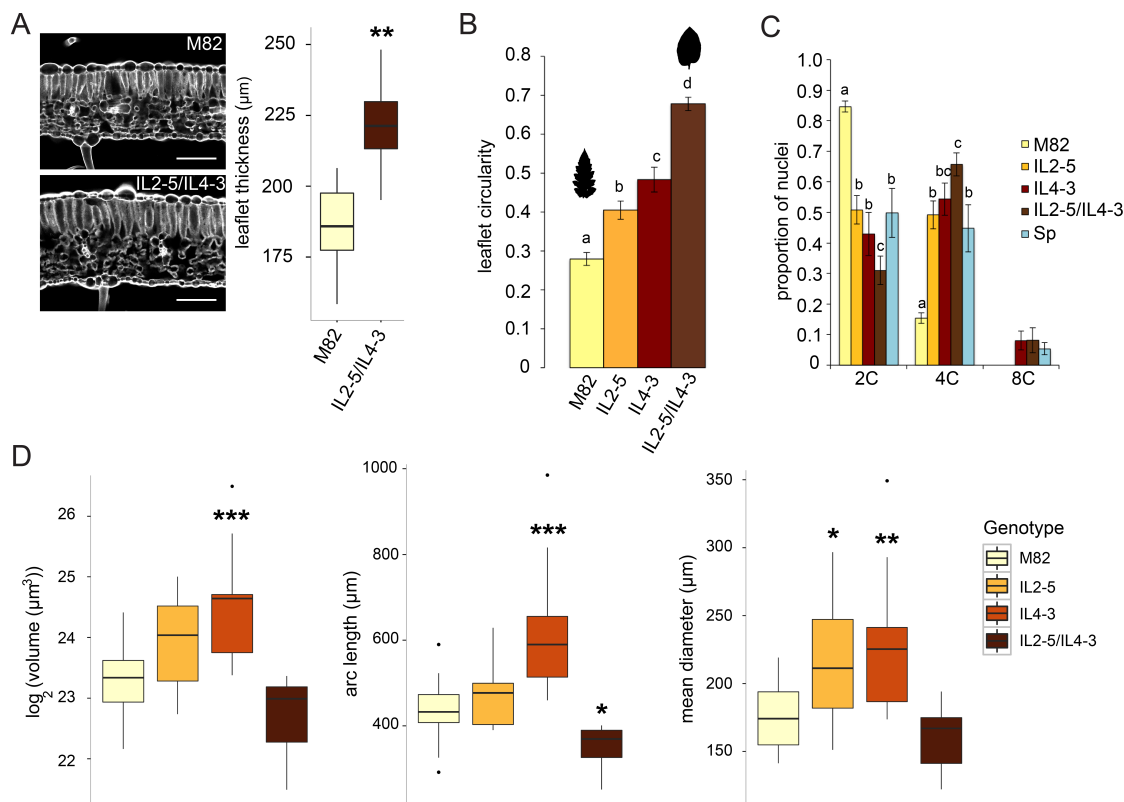 A
M82
IL2-5/IL4-3
leaflet thickness (µm)
250
225
200
175
**
M82
IL2-5/IL4-3
B
leaflet circularity
0.8
0.7
0.6
0.5
0.4
0.3
0.2
0.1
0
a
b
c
d
M82
IL2-5
IL4-3
IL2-5/IL4-3
C
proportion of nuclei
1
0.9
0.8
0.7
0.6
0.5
0.4
0.3
0.2
0.1
0
a
b
b
c
b
a
b
bc
c
b
2C
4C
8C
M82
IL2-5
IL4-3
IL2-5/IL4-3
Sp
D
log2(volume (µm3))
26
25
24
23
22
***
arc length (µm)
1000
800
600
400
***
*
mean diameter (µm)
350
300
250
200
150
*
**
Genotype
M82
IL2-5
IL4-3
IL2-5/IL4-3